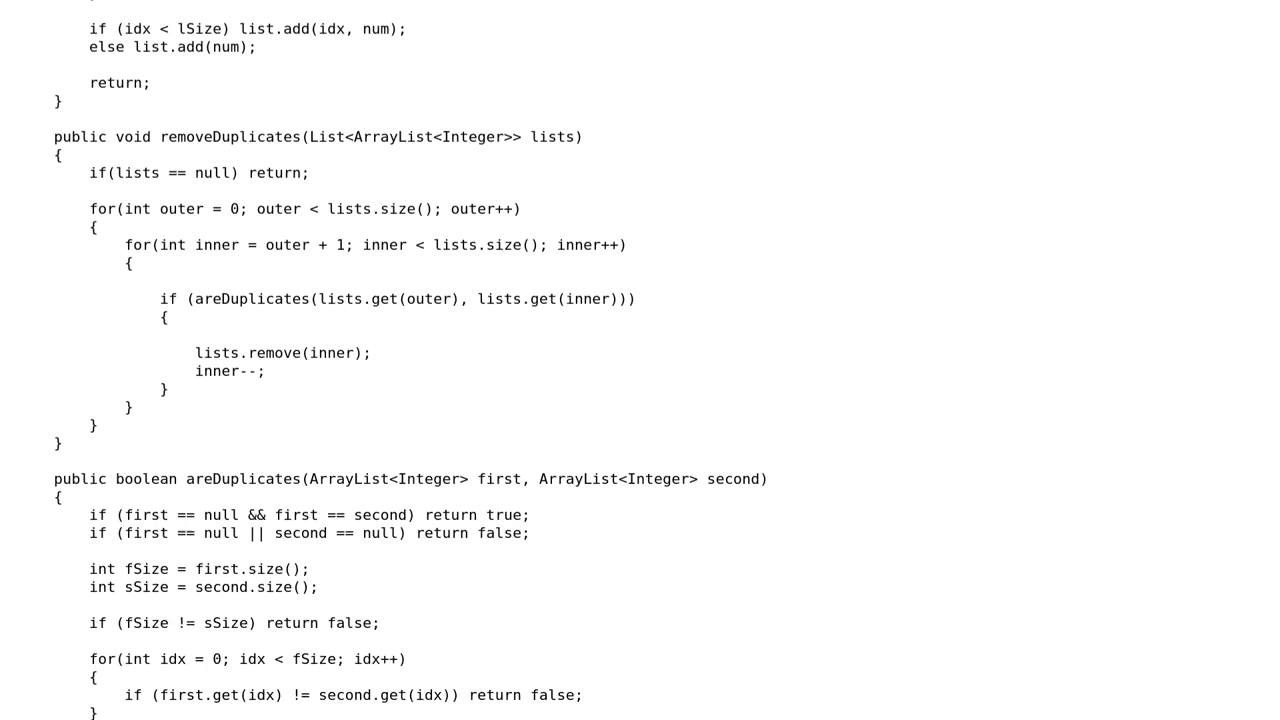 if (idx < lSize) list.add(idx, num);
else list.add(num);
return;
}
public void removeDuplicates(List<ArrayList<Integer>> lists)
{
if(lists == null) return;
for(int outer = 0; outer < lists.size(); outer++)
{
for(int inner = outer + 1; inner < lists.size(); inner++)
{
if (areDuplicates(lists.get(outer), lists.get(inner)))
{
lists.remove(inner);
inner--;
}
}
}
}
public boolean areDuplicates(ArrayList<Integer> first, ArrayList<Integer> second)
{
if (first == null && first == second) return true;
if (first == null || second == null) return false;
int fSize = first.size();
int sSize = second.size();
if (fSize != sSize) return false;
for(int idx = 0; idx < fSize; idx++)
{
if (first.get(idx) != second.get(idx)) return false;
}